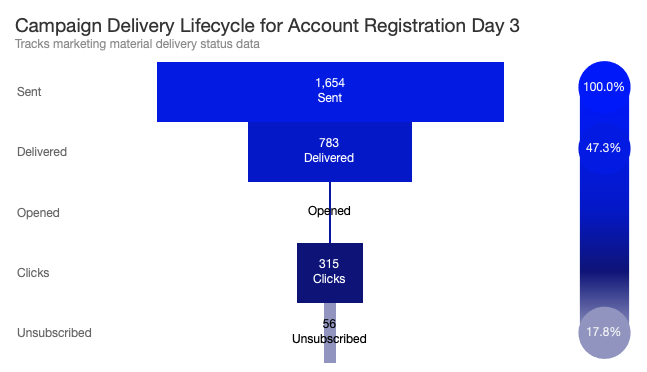 Campaign Delivery Lifecycle for Account Registration Day 3
Tracks marketing material delivery status data
Sent
1,654
Sent
100.0%
Delivered
783
Delivered
47.3%
Opened
Opened
Clicks
315
Clicks
Unsubscribed
56
Unsubscribed
17.8%